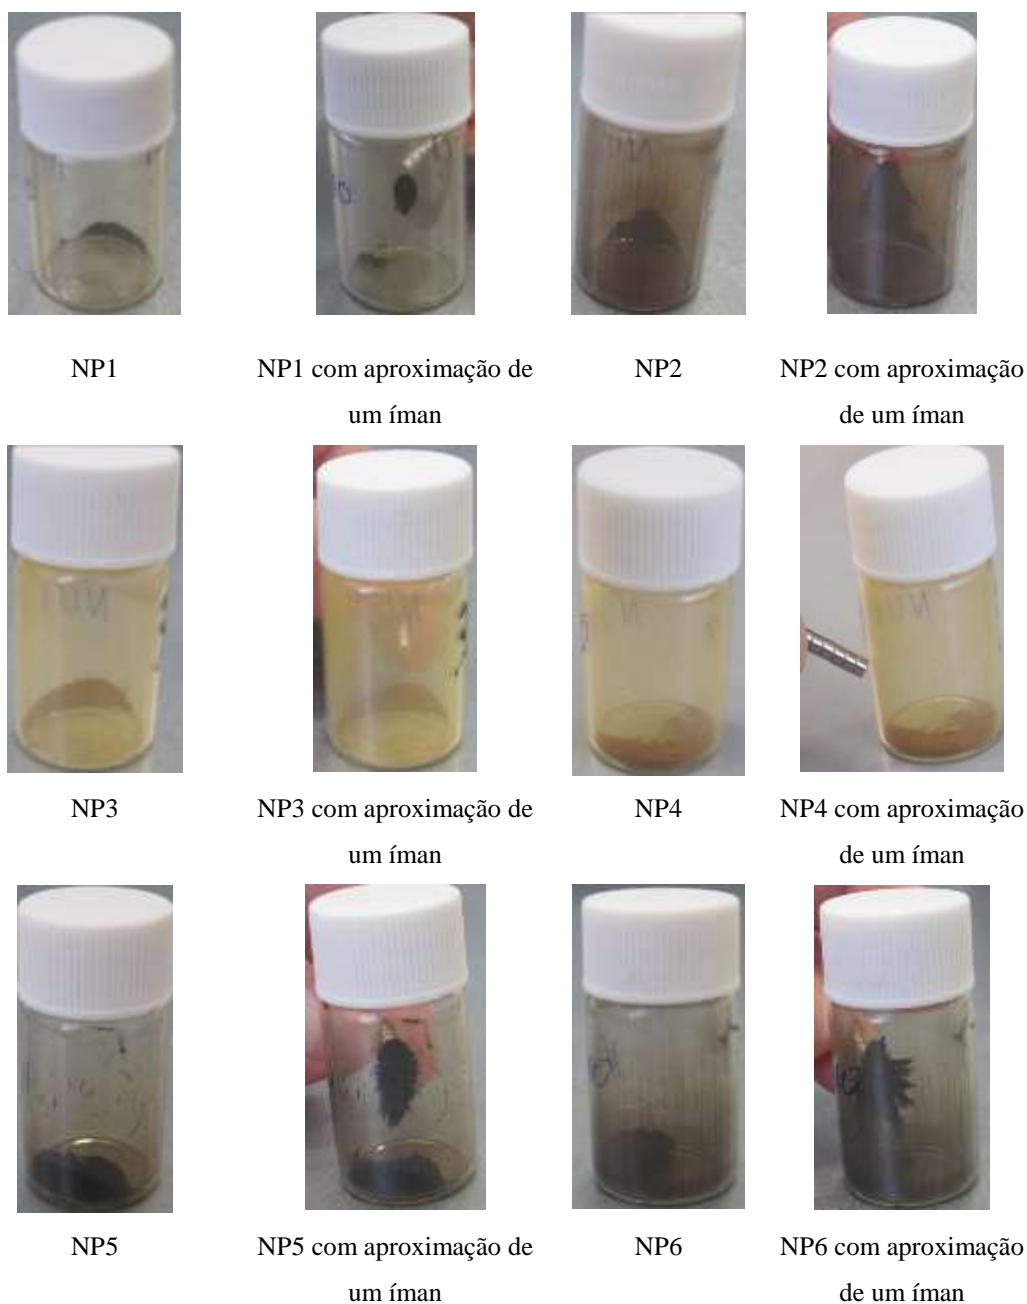 NP1
NP1 com aproximação de
um íman
NP2
NP2 com aproximação
de um íman
NP3
NP3 com aproximação de
um íman
NP4
NP4 com aproximação
de um íman
NP5
NP5 com aproximação de
um íman
NP6
NP6 com aproximação
de um íman